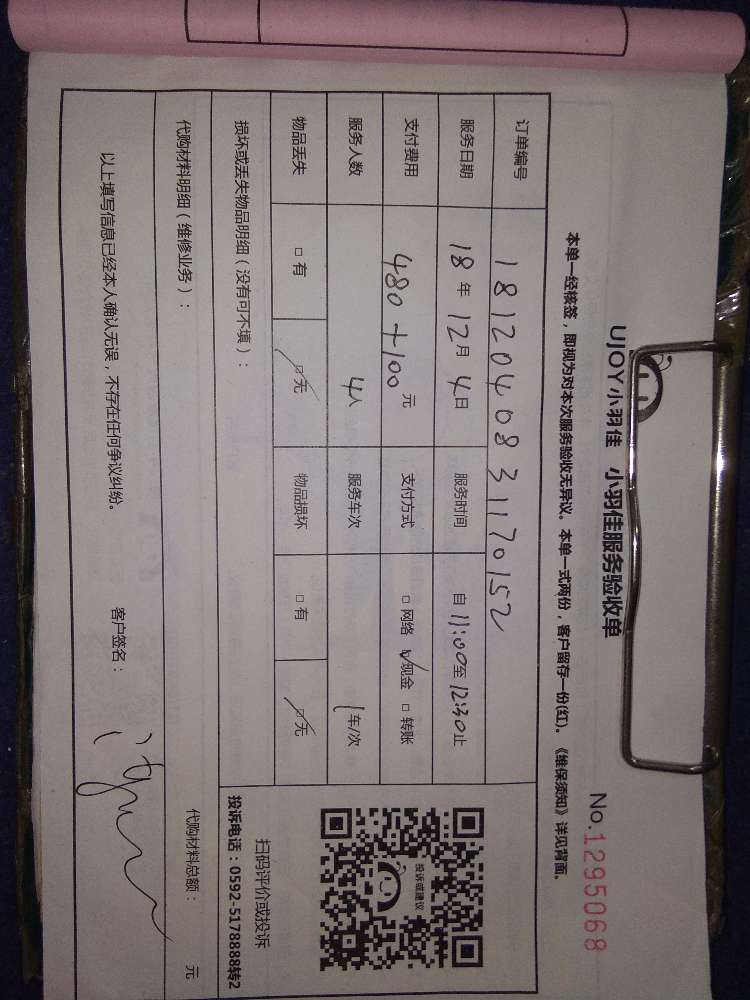 UJOY小羽佳 小羽佳服务验收单
No.1295068
本单一经核签，即视为对本次服务验收无异议。本单一式两份，客户留存一份(红)。《维保须知》详见背面。
订单编号 1812040831170152
服务日期 18年12月4日 服务时间 自11:00至12:30止
支付费用 480+100元 支付方式 □网络 ☑现金 □转账
服务人数 4人 服务车次 1车/次
物品丢失 □有 ☑无 物品损坏 □有 ☑无
投诉或建议
扫码评价或投诉
投诉电话：0592-5178888转2
损坏或丢失物品明细（没有可不填）：
代购材料明细（维修业务）： 代购材料总额： 元
以上填写信息已经本人确认无误，不存在任何争议纠纷。 客户签名：